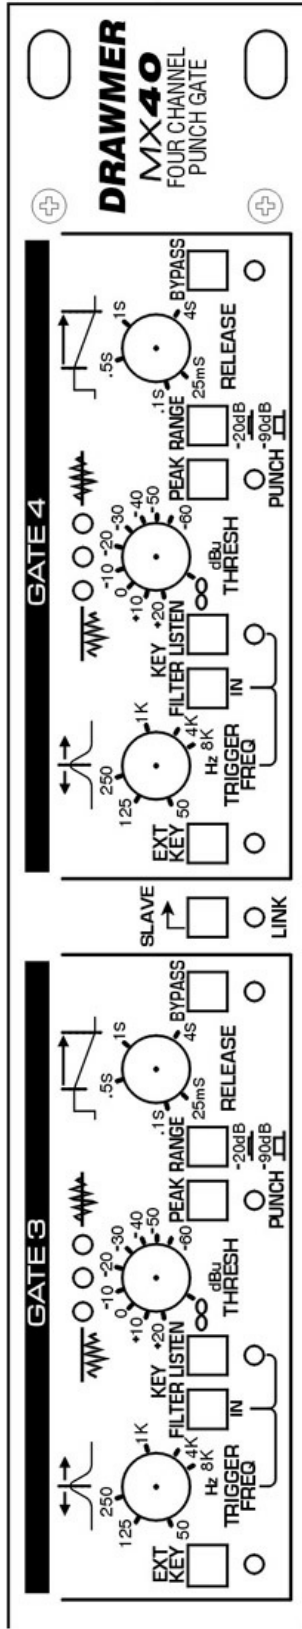 GATE 3
EXT
KEY
250
125
50
1K
4K
8K
Hz
TRIGGER
FREQ
KEY
FILTER LISTEN
IN
0
-10
-20
-30
-40
-50
-60
+10
+20
∞
dBu
THRESH
PEAK RANGE
-20dB
-90dB
PUNCH
.5S
1S
.1S
4S
25mS
RELEASE
BYPASS
SLAVE
LINK
GATE 4
EXT
KEY
250
125
50
1K
4K
8K
Hz
TRIGGER
FREQ
KEY
FILTER LISTEN
IN
0
-10
-20
-30
-40
-50
-60
+10
+20
∞
dBu
THRESH
PEAK RANGE
-20dB
-90dB
PUNCH
.5S
1S
.1S
4S
25mS
RELEASE
BYPASS
DRAWMER
MX40
FOUR CHANNEL
PUNCH GATE